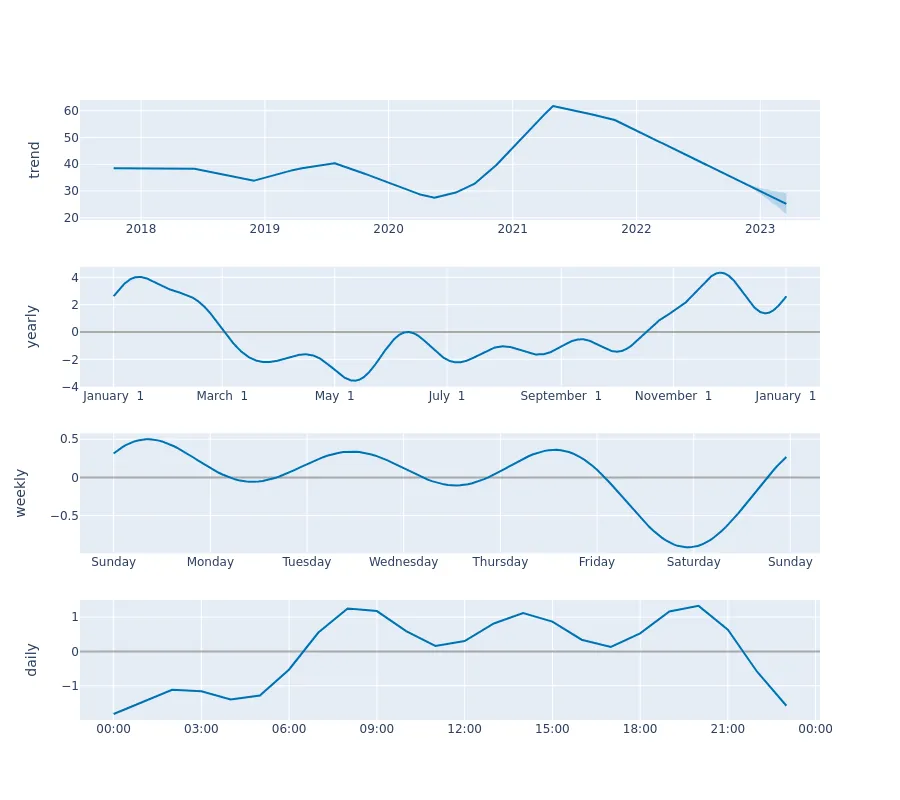 trend
60
50
40
30
20
2018 2019 2020 2021 2022 2023
yearly
4
2
0
−2
−4
January 1 March 1 May 1 July 1 September 1 November 1 January 1
weekly
0.5
0
−0.5
Sunday Monday Tuesday Wednesday Thursday Friday Saturday Sunday
daily
1
0
−1
00:00 03:00 06:00 09:00 12:00 15:00 18:00 21:00 00:00